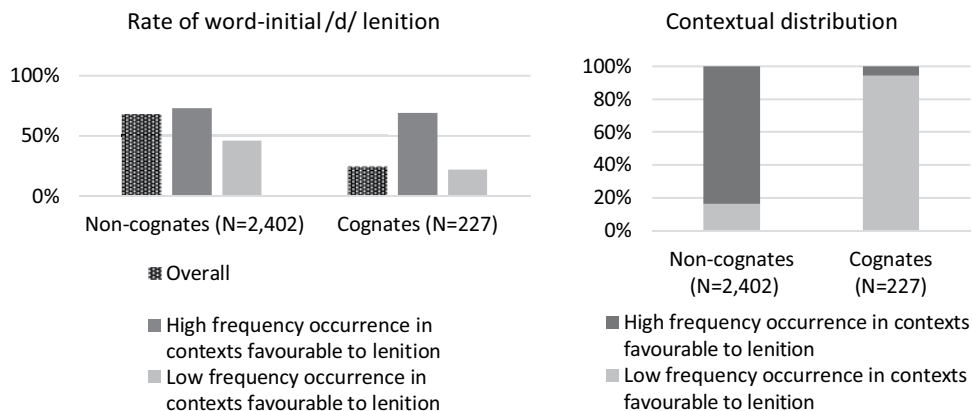 Rate of word-initial /d/ lenition
100%
50%
0%
Non-cognates (N=2,402)
Cognates (N=227)
Overall
High frequency occurrence in
contexts favourable to lenition
Low frequency occurrence in
contexts favourable to lenition
Contextual distribution
100%
80%
60%
40%
20%
0%
Non-cognates
(N=2,402)
Cognates
(N=227)
High frequency occurrence in contexts
favourable to lenition
Low frequency occurrence in contexts
favourable to lenition